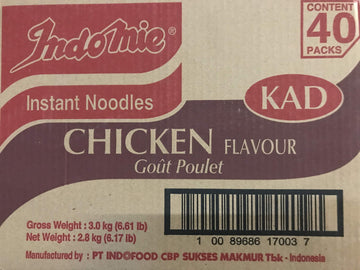 CONTENT
40
PACKS
Indomie®
Instant Noodles
KAD
CHICKEN FLAVOUR
Goût Poulet
Gross Weight : 3.0 kg (6.61 lb)
Net Weight : 2.8 kg (6.17 lb)
1 00 89686 17003 7
Manufactured by : PT INDOFOOD CBP SUKSES MAKMUR Tbk - Indonesia